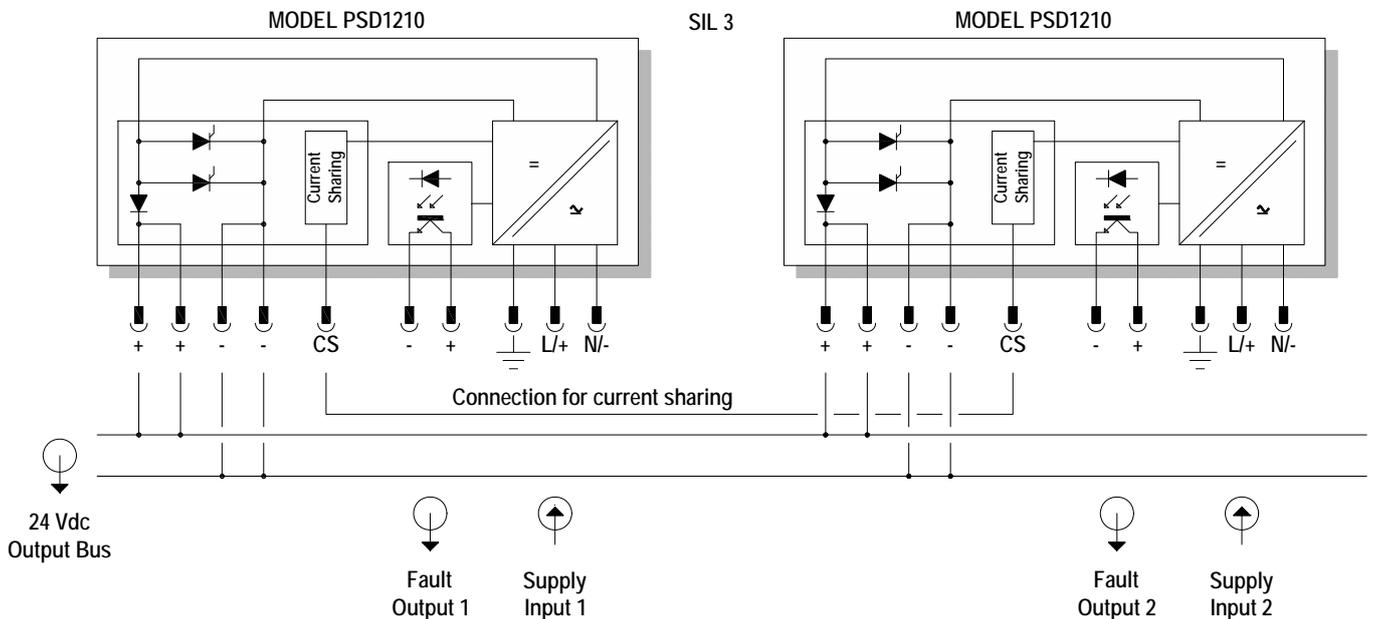 MODEL PSD1210
SIL 3
MODEL PSD1210
Current
Sharing
=
~
Current
Sharing
=
~
+ + - - CS - + L/+ N/-
+ + - - CS - + L/+ N/-
Connection for current sharing
24 Vdc
Output Bus
Fault
Output 1
Supply
Input 1
Fault
Output 2
Supply
Input 2